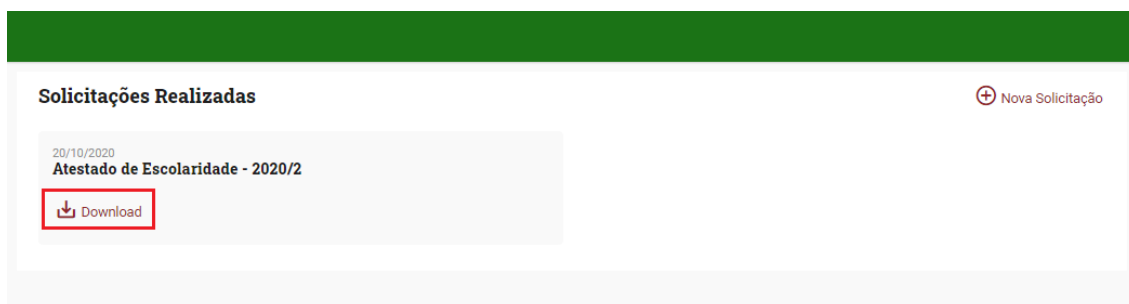 Solicitações Realizadas
Nova Solicitação
20/10/2020
Atestado de Escolaridade - 2020/2
Download